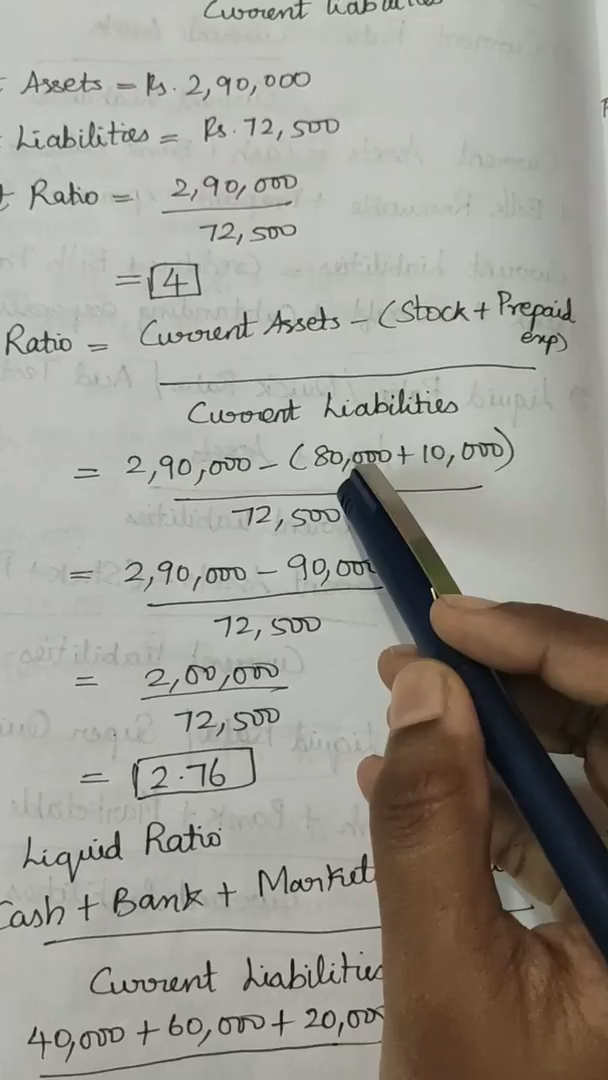 Current liabilities
Assets = Rs. 2,90,000
Liabilities = Rs. 72,500
Ratio = 2,90,000
72,500
= 4
Ratio = Current Assets - (Stock + Prepaid
exp)
Current Liabilities
= 2,90,000 - (80,000 + 10,000)
72,500
= 2,90,000 - 90,000
72,500
= 2,00,000
72,500
= 2.76
Liquid Ratio
Cash + Bank + Market
Current Liabilities
40,000 + 60,000 + 20,000